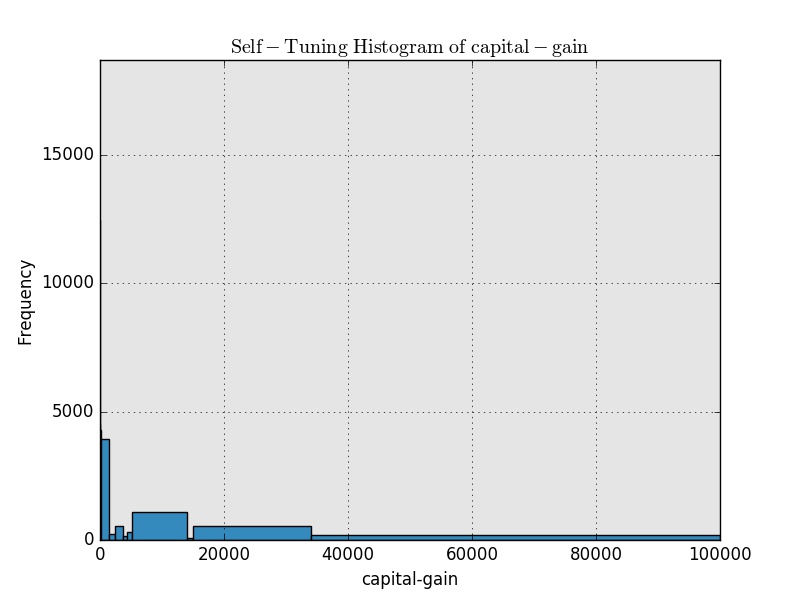 Self − Tuning Histogram of capital − gain
15000
10000
5000
0
Frequency
0 20000 40000 60000 80000 100000
capital-gain